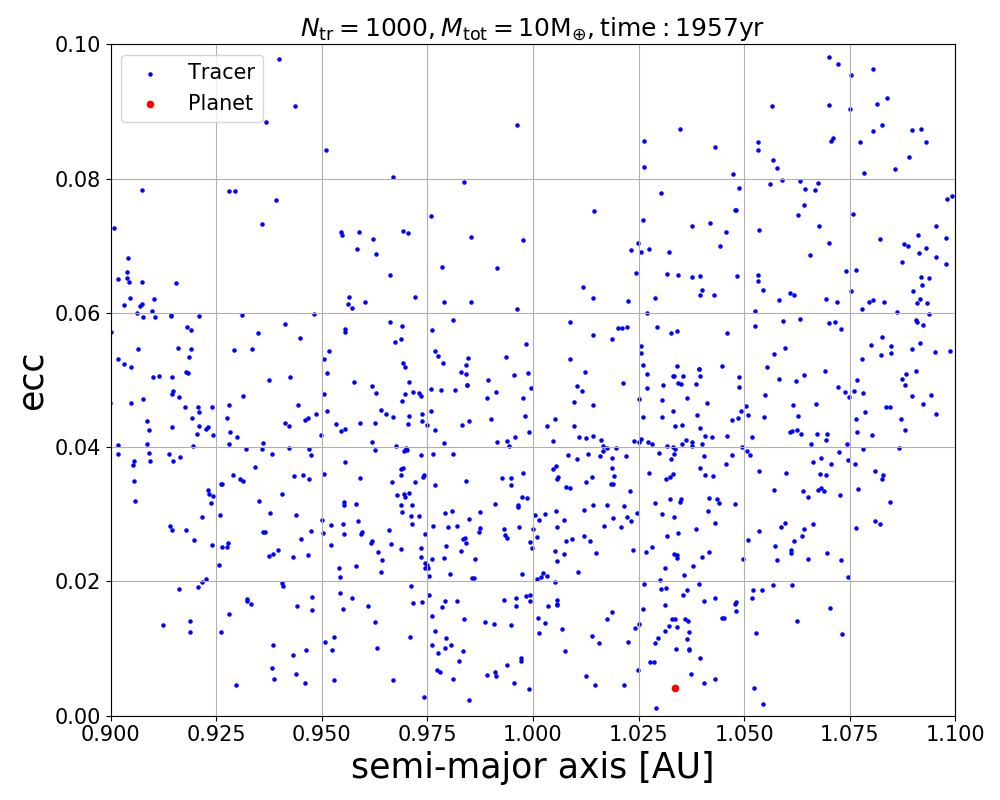 N_tr = 1000, M_tot = 10M_⊕, time : 1957yr
Tracer
Planet
0.10
0.08
0.06
0.04
0.02
0.00
ecc
0.900 0.925 0.950 0.975 1.000 1.025 1.050 1.075 1.100
semi-major axis [AU]